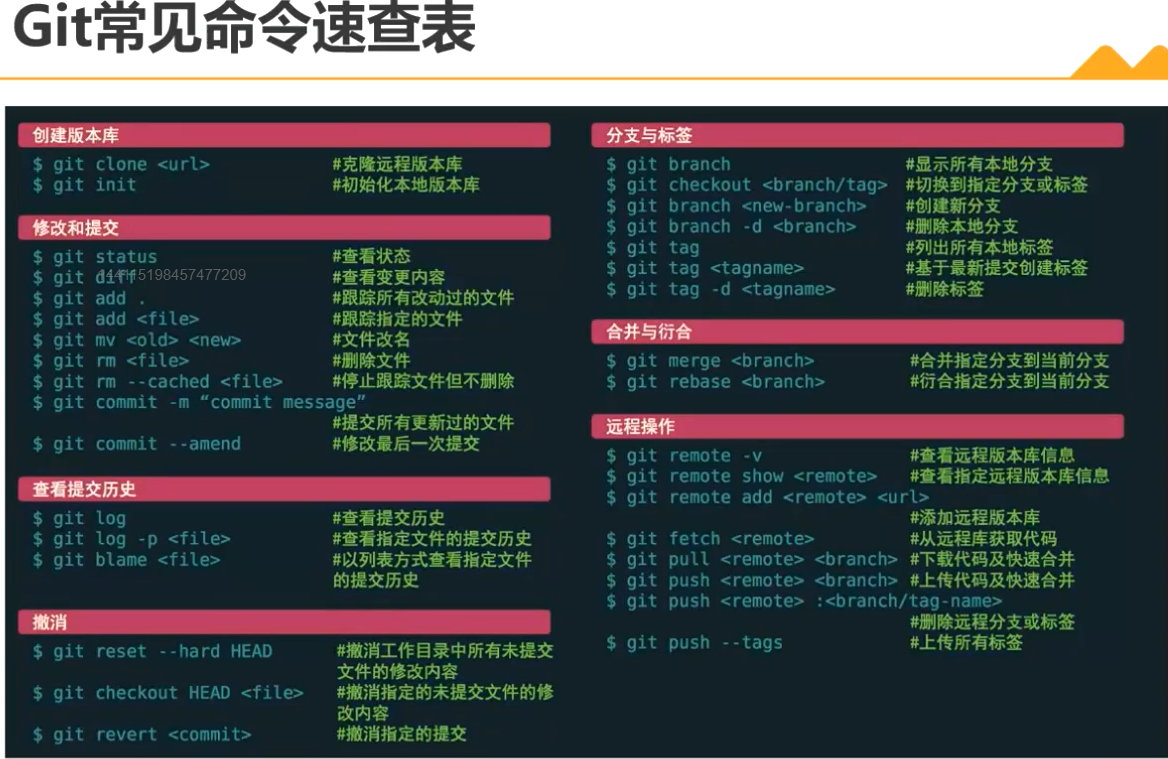 Git常见命令速查表
创建版本库
$ git clone <url> #克隆远程版本库
$ git init #初始化本地版本库
修改和提交
$ git status #查看状态
$ git diff #查看变更内容
$ git add . #跟踪所有改动过的文件
$ git add <file> #跟踪指定的文件
$ git mv <old> <new> #文件改名
$ git rm <file> #删除文件
$ git rm --cached <file> #停止跟踪文件但不删除
$ git commit -m “commit message”
#提交所有更新过的文件
$ git commit --amend #修改最后一次提交
查看提交历史
$ git log #查看提交历史
$ git log -p <file> #查看指定文件的提交历史
$ git blame <file> #以列表方式查看指定文件
的提交历史
撤消
$ git reset --hard HEAD #撤消工作目录中所有未提交
文件的修改内容
$ git checkout HEAD <file> #撤消指定的未提交文件的修
改内容
$ git revert <commit> #撤消指定的提交
分支与标签
$ git branch #显示所有本地分支
$ git checkout <branch/tag> #切换到指定分支或标签
$ git branch <new-branch> #创建新分支
$ git branch -d <branch> #删除本地分支
$ git tag #列出所有本地标签
$ git tag <tagname> #基于最新提交创建标签
$ git tag -d <tagname> #删除标签
合并与衍合
$ git merge <branch> #合并指定分支到当前分支
$ git rebase <branch> #衍合指定分支到当前分支
远程操作
$ git remote -v #查看远程版本库信息
$ git remote show <remote> #查看指定远程版本库信息
$ git remote add <remote> <url>
#添加远程版本库
$ git fetch <remote> #从远程库获取代码
$ git pull <remote> <branch> #下载代码及快速合并
$ git push <remote> <branch> #上传代码及快速合并
$ git push <remote> :<branch/tag-name>
#删除远程分支或标签
$ git push --tags #上传所有标签